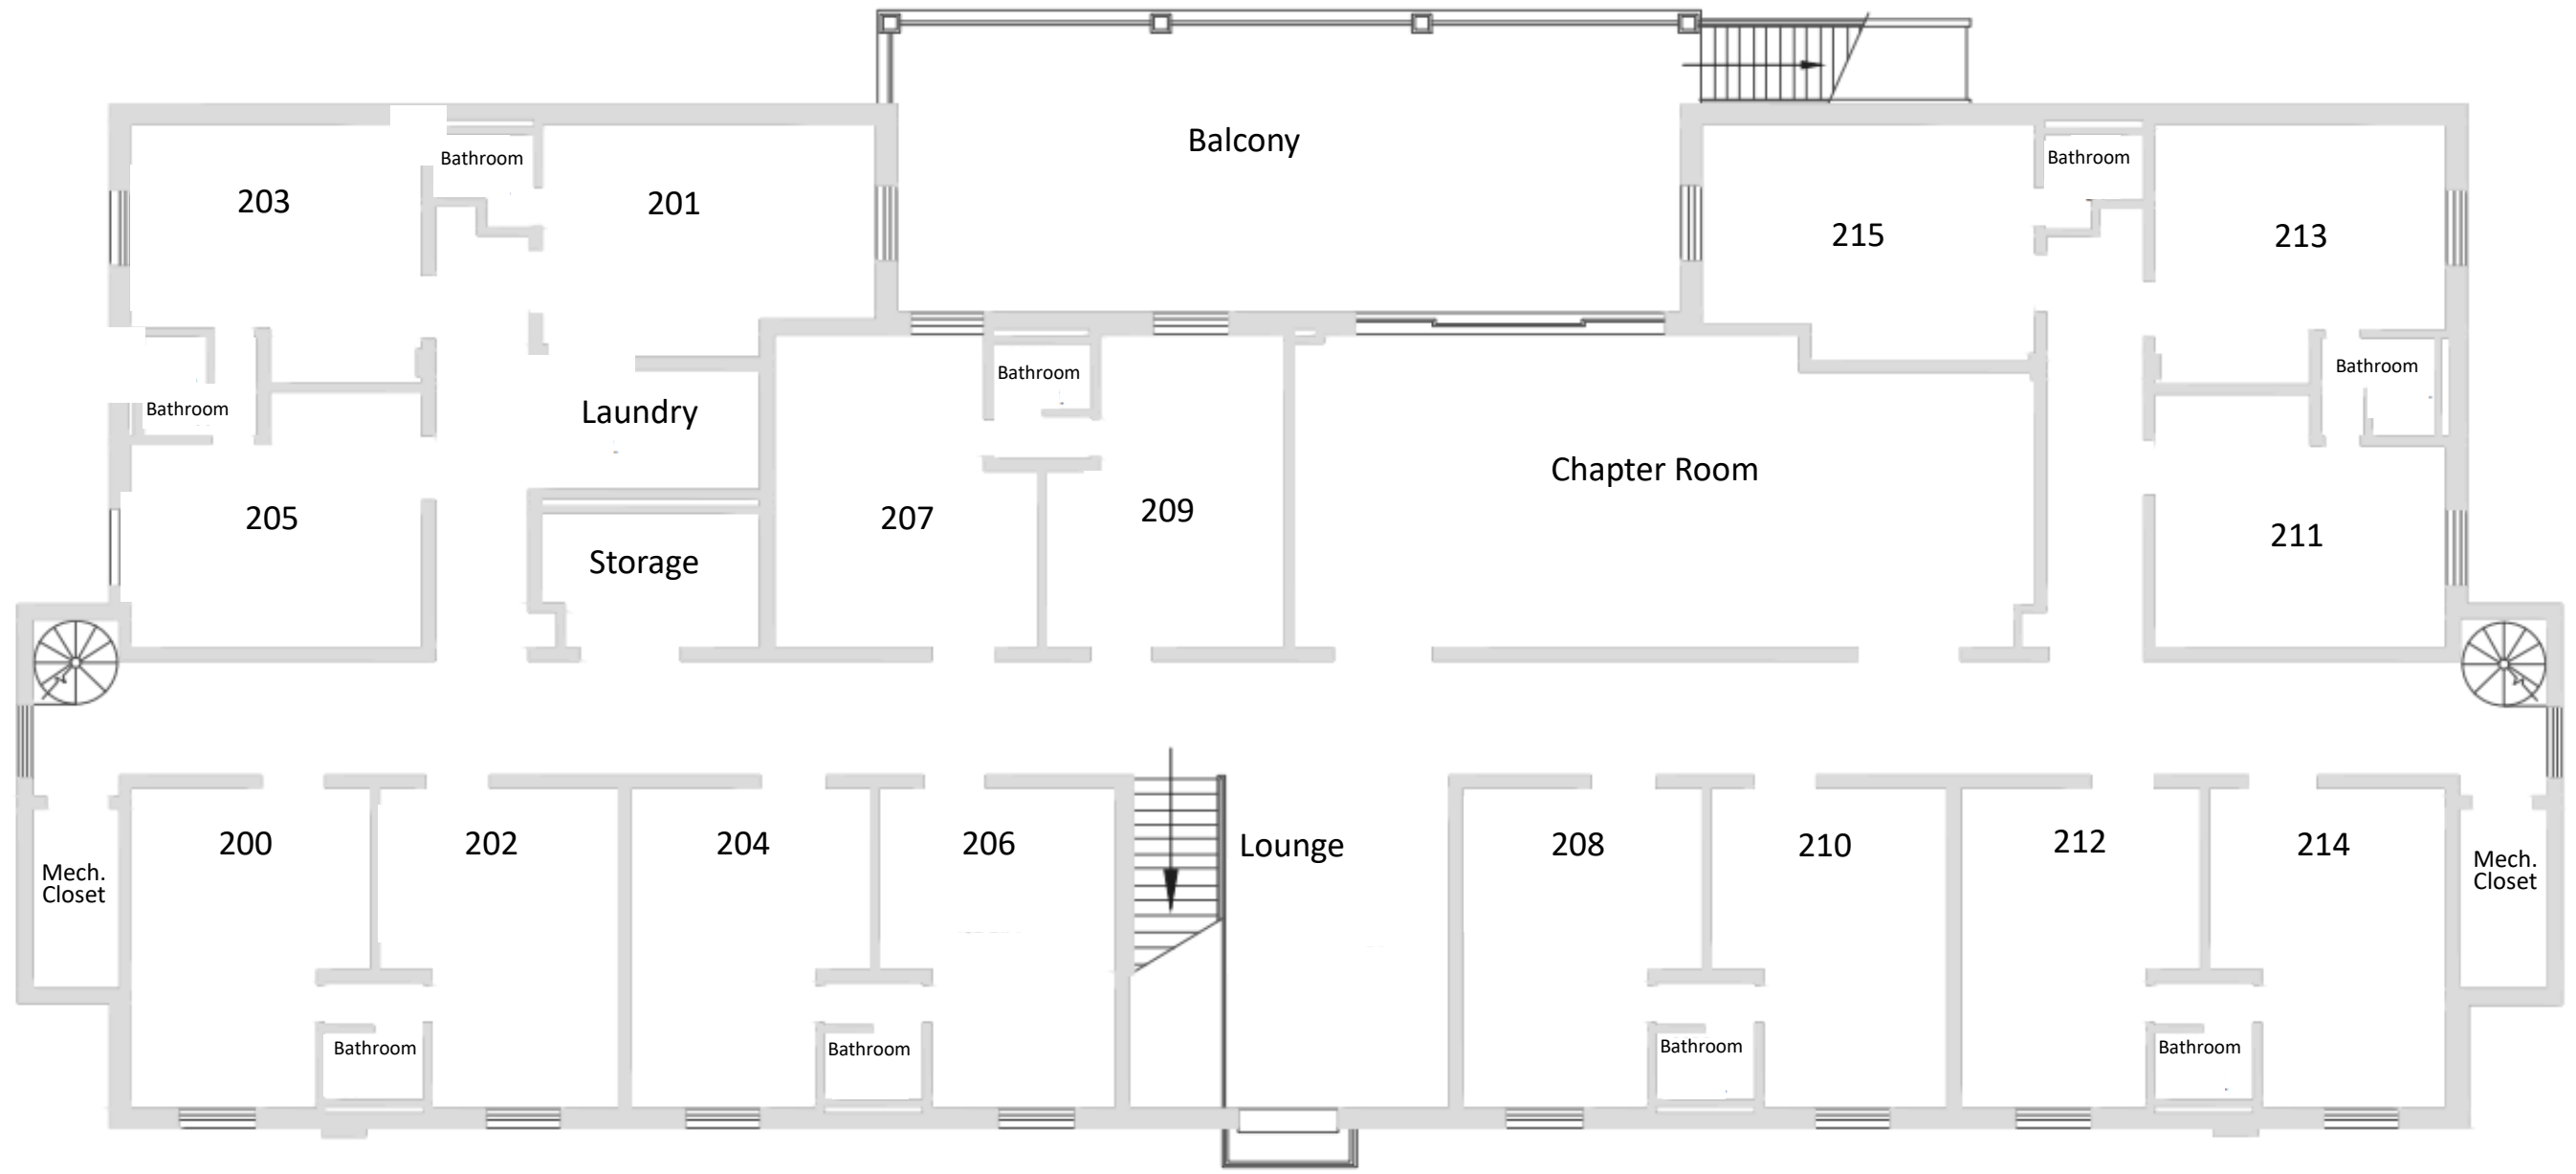 Balcony
Bathroom
Bathroom
203
201
215
213
Bathroom
Bathroom
Bathroom
Laundry
Chapter Room
205
207
209
211
Storage
200
202
204
206
Lounge
208
210
212
214
Mech.
Closet
Mech.
Closet
Bathroom
Bathroom
Bathroom
Bathroom